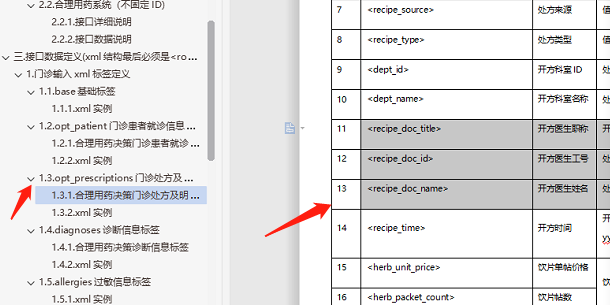 2.2.合理用药系统（不固定 ID)
2.2.1.接口详细说明
2.2.2.接口数据说明
三.接口数据定义(xml 结构最后必须是<ro ...
1.门诊输入 xml 标签定义
1.1.base 基础标签
1.1.1.xml 实例
1.2.opt_patient 门诊患者就诊信息 ...
1.2.1.合理用药决策门诊患者就诊 ...
1.2.2.xml 实例
1.3.opt_prescriptions 门诊处方及 ...
1.3.1.合理用药决策门诊处方及明 ...
1.3.2.xml 实例
1.4.diagnoses 诊断信息标签
1.4.1.合理用药决策诊断信息标签
1.4.2.xml 实例
1.5.allergies 过敏信息标签
1.5.1.xml 实例
7 <recipe_source> 处方来源 值
8 <recipe_type> 处方类型 值
9 <dept_id> 开方科室 ID 处
10 <dept_name> 开方科室名称 处
11 <recipe_doc_title> 开方医生职称 开
12 <recipe_doc_id> 开方医生工号 处
13 <recipe_doc_name> 开方医生姓名 处
14 <recipe_time> 开方时间 开
yy
15 <herb_unit_price> 饮片单帖价格
16 <herb_packet_count> 饮片帖数